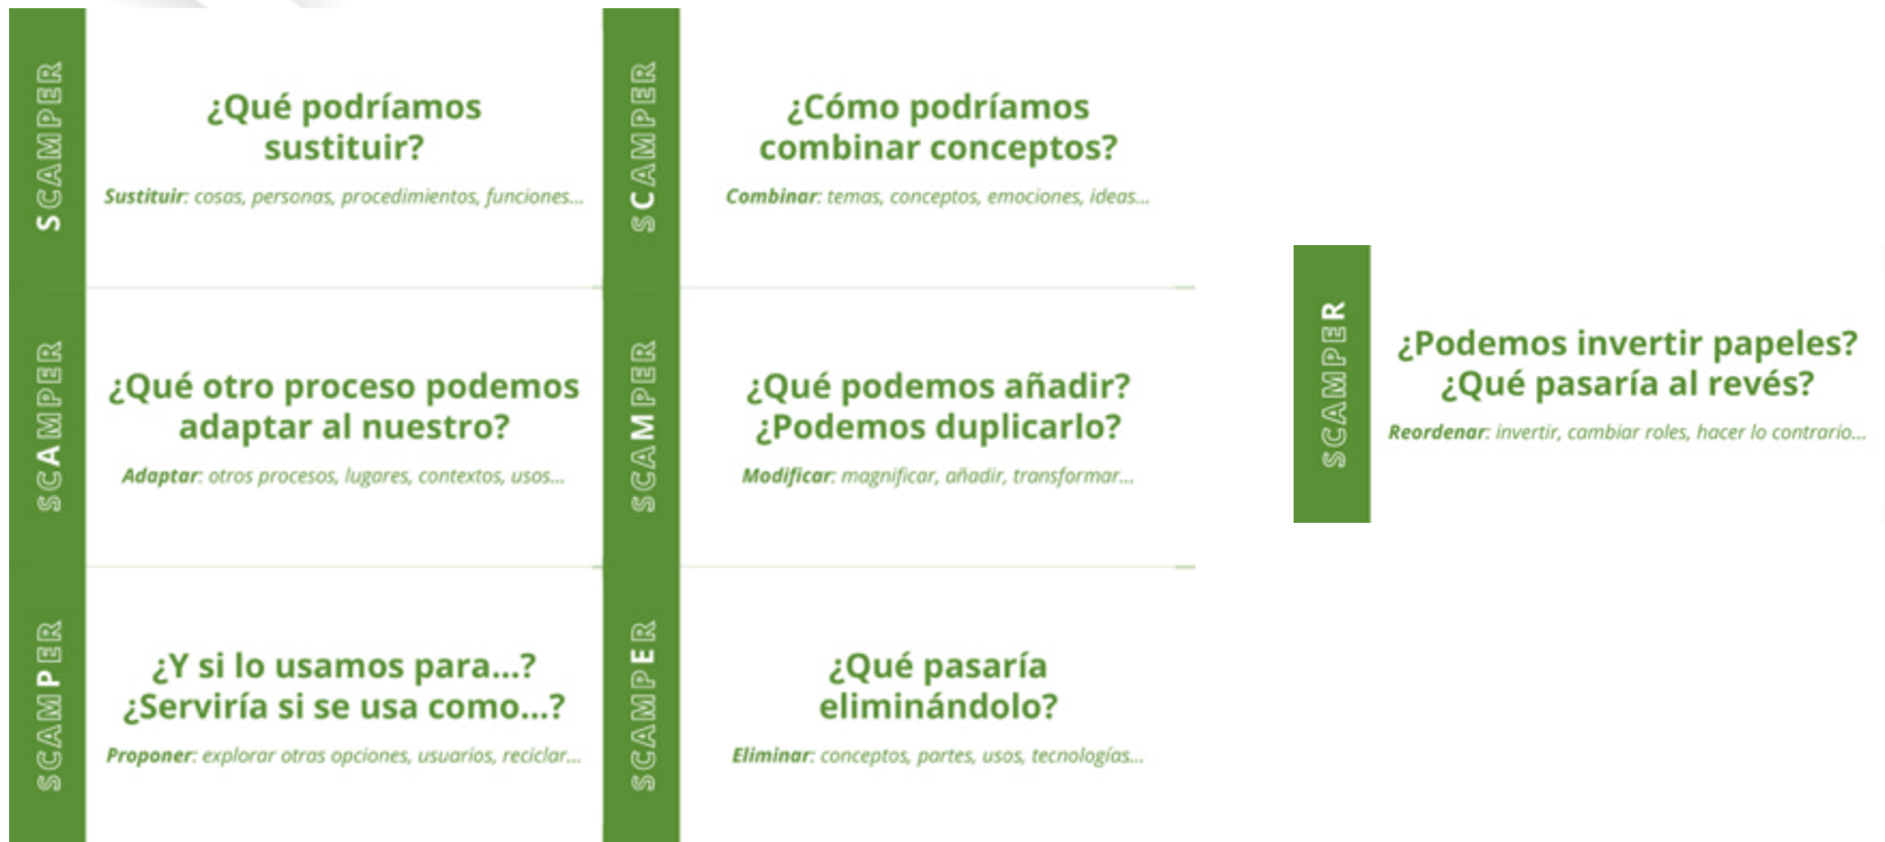 SCAMPER
¿Qué podríamos
sustituir?
Sustituir: cosas, personas, procedimientos, funciones...
SCAMPER
¿Cómo podríamos
combinar conceptos?
Combinar: temas, conceptos, emociones, ideas...
SCAMPER
¿Qué otro proceso podemos
adaptar al nuestro?
Adaptar: otros procesos, lugares, contextos, usos...
SCAMPER
¿Qué podemos añadir?
¿Podemos duplicarlo?
Modificar: magnificar, añadir, transformar...
SCAMPER
¿Y si lo usamos para...?
¿Serviría si se usa como...?
Proponer: explorar otras opciones, usuarios, reciclar...
SCAMPER
¿Qué pasaría
eliminándolo?
Eliminar: conceptos, partes, usos, tecnologías...
SCAMPER
¿Podemos invertir papeles?
¿Qué pasaría al revés?
Reordenar: invertir, cambiar roles, hacer lo contrario...